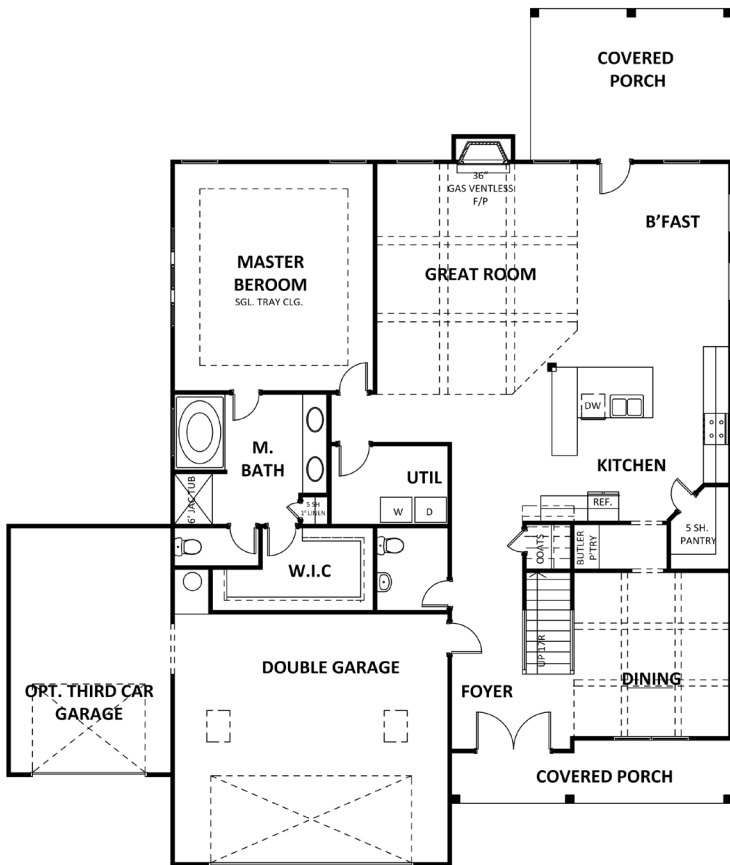 COVERED
PORCH
36"
GAS VENTLESS
F/P
B'FAST
MASTER
BEROOM
SGL. TRAY CLG.
GREAT ROOM
DW
M.
BATH
KITCHEN
UTIL
6' JAC TUB
5 SH
1° LINEN
W
D
REF.
5 SH.
PANTRY
COATS
BUTLER
P'TRY
W.I.C
UP 17R
DOUBLE GARAGE
OPT. THIRD CAR
GARAGE
FOYER
DINING
COVERED PORCH